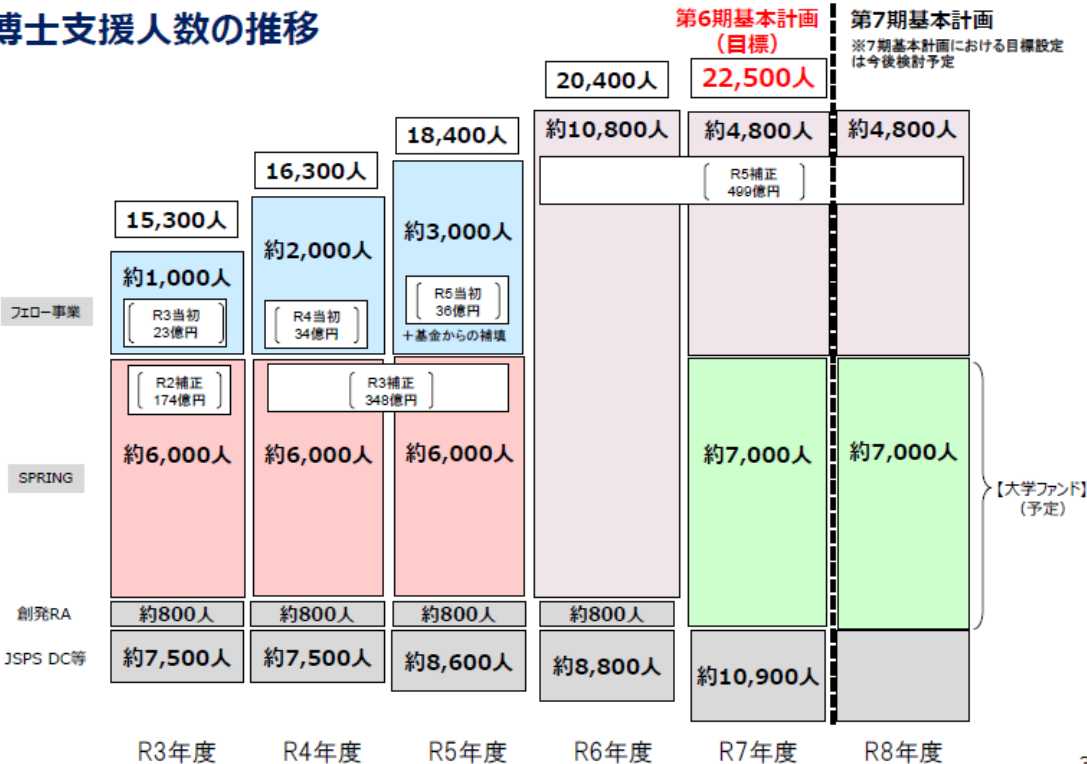 博士支援人数の推移
第6期基本計画
（目標）
第7期基本計画
※7期基本計画における目標設定
は今後検討予定
15,300人
16,300人
18,400人
20,400人
22,500人
フェロー事業
約1,000人
R3当初
23億円
約2,000人
R4当初
34億円
約3,000人
R5当初
36億円
＋基金からの補填
約10,800人
約4,800人
約4,800人
R5補正
499億円
SPRING
R2補正
174億円
R3補正
348億円
約6,000人
約6,000人
約6,000人
約7,000人
約7,000人
【大学ファンド】
（予定）
創発RA
約800人
約800人
約800人
約800人
JSPS DC等
約7,500人
約7,500人
約8,600人
約8,800人
約10,900人
R3年度
R4年度
R5年度
R6年度
R7年度
R8年度